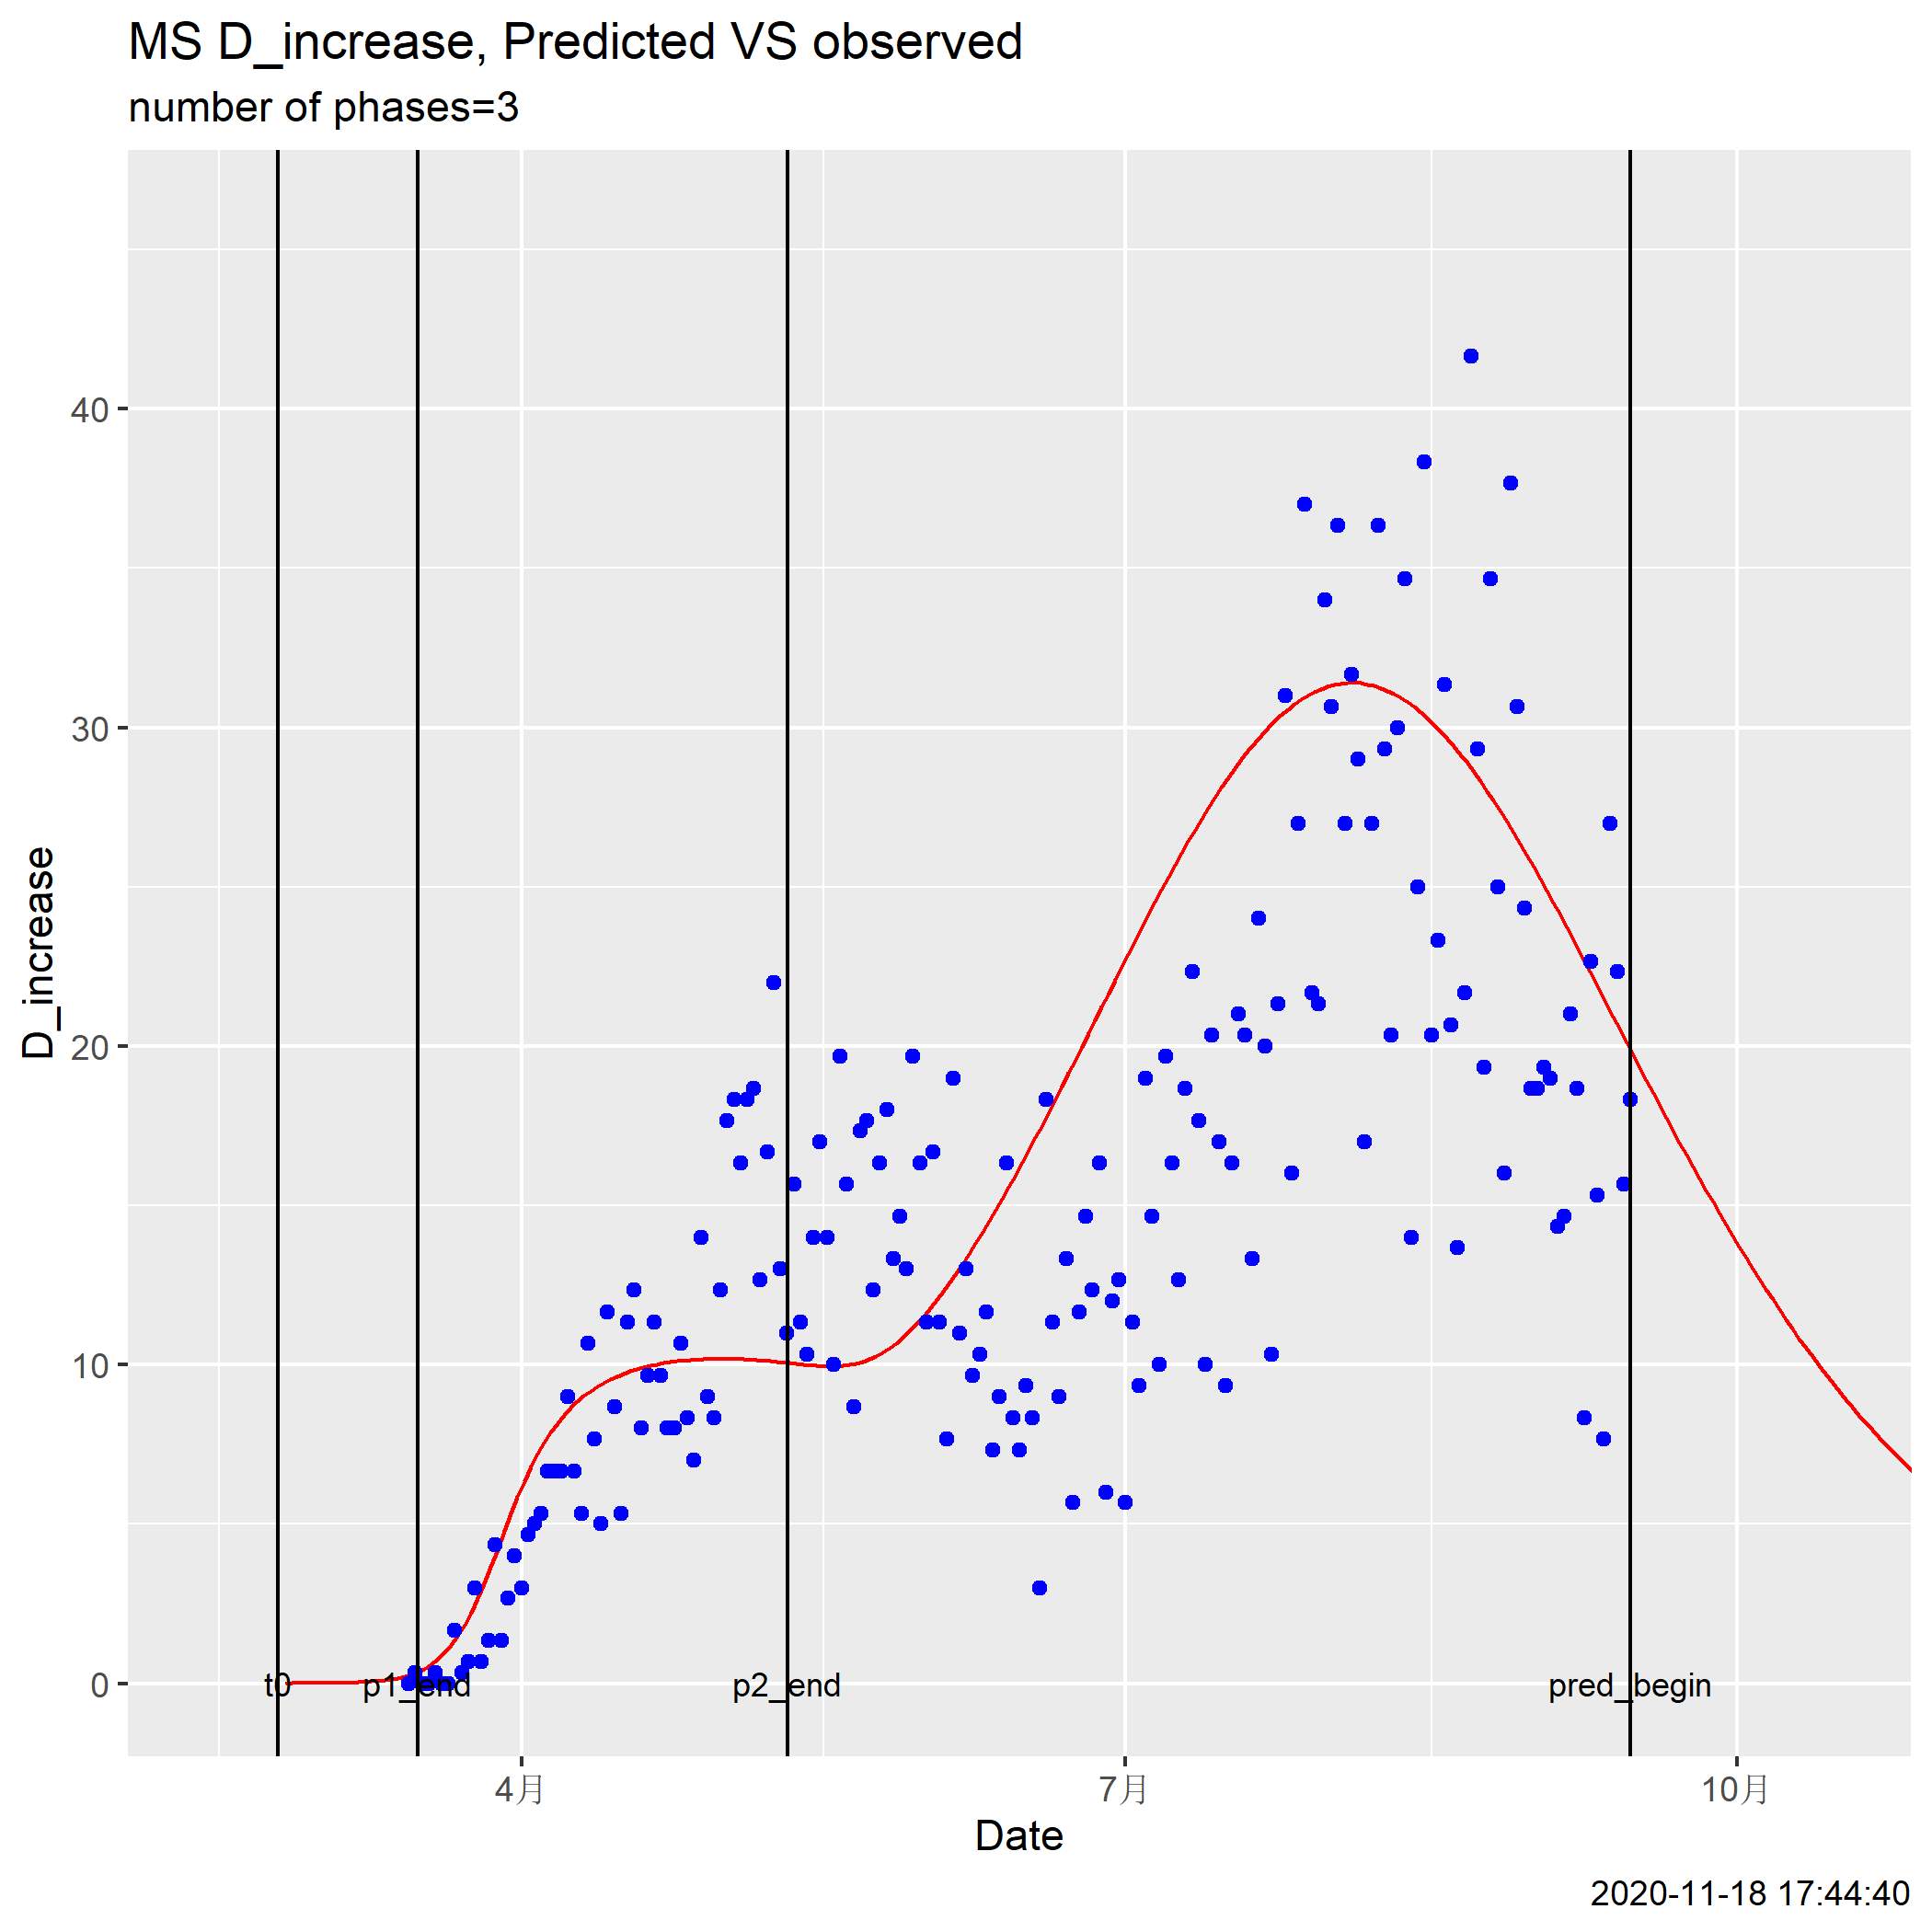 MS D_increase, Predicted VS observed
number of phases=3
D_increase
40
30
20
10
0
t0
p1_end
p2_end
pred_begin
4月
7月
10月
Date
2020-11-18 17:44:40